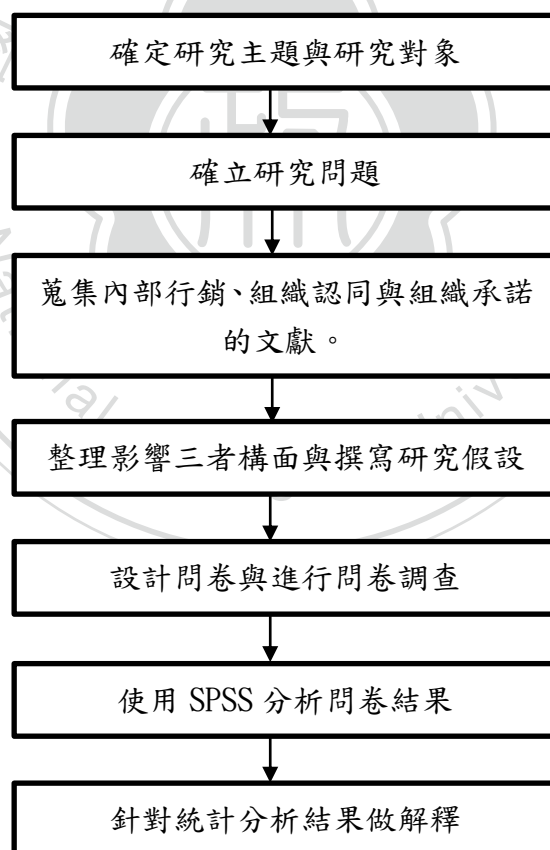 確定研究主題與研究對象
確立研究問題
蒐集內部行銷、組織認同與組織承諾
的文獻。
整理影響三者構面與撰寫研究假設
設計問卷與進行問卷調查
使用 SPSS 分析問卷結果
針對統計分析結果做解釋